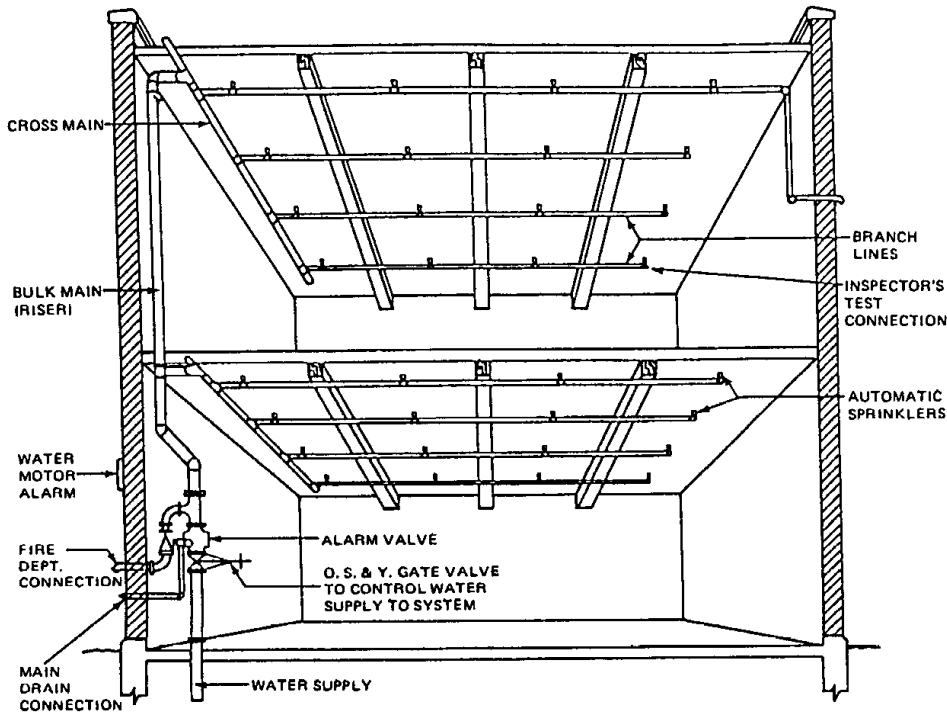 CROSS MAIN
BRANCH
LINES
BULK MAIN
(RISER)
INSPECTOR'S
TEST
CONNECTION
AUTOMATIC
SPRINKLERS
WATER
MOTOR
ALARM
ALARM VALVE
FIRE
DEPT.
CONNECTION
O. S. & Y. GATE VALVE
TO CONTROL WATER
SUPPLY TO SYSTEM
MAIN
DRAIN
CONNECTION
WATER SUPPLY